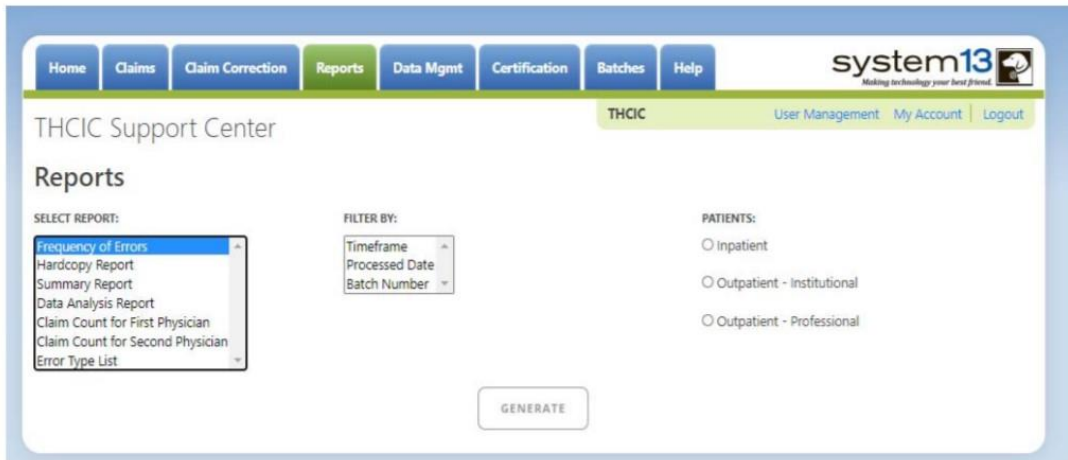 Home Claims Claim Correction Reports Data Mgmt Certification Batches Help
system13
Making technology your best friend.
THCIC User Management My Account Logout
THCIC Support Center
Reports
SELECT REPORT:
Frequency of Errors
Hardcopy Report
Summary Report
Data Analysis Report
Claim Count for First Physician
Claim Count for Second Physician
Error Type List
FILTER BY:
Timeframe
Processed Date
Batch Number
PATIENTS:
Inpatient
Outpatient - Institutional
Outpatient - Professional
GENERATE